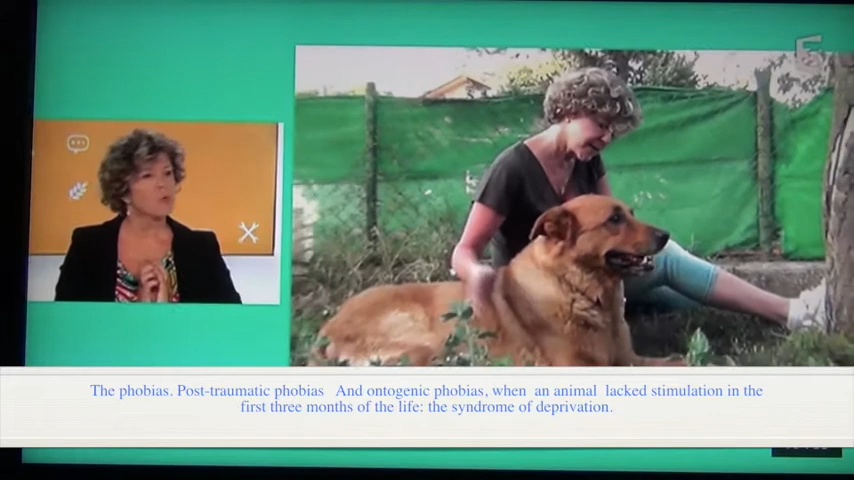 5
The phobias. Post-traumatic phobias And ontogenic phobias, when an animal lacked stimulation in the
first three months of the life: the syndrome of deprivation.